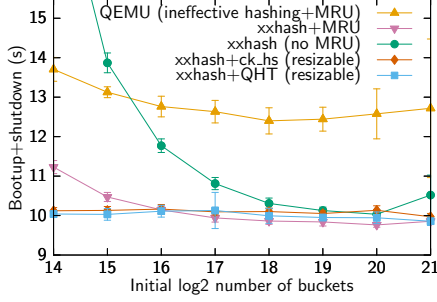 QEMU (ineffective hashing+MRU)
xxhash+MRU
xxhash (no MRU)
xxhash+ck_hs (resizable)
xxhash+QHT (resizable)
Bootup+shutdown (s)
15
14
13
12
11
10
9
14 15 16 17 18 19 20 21
Initial log2 number of buckets